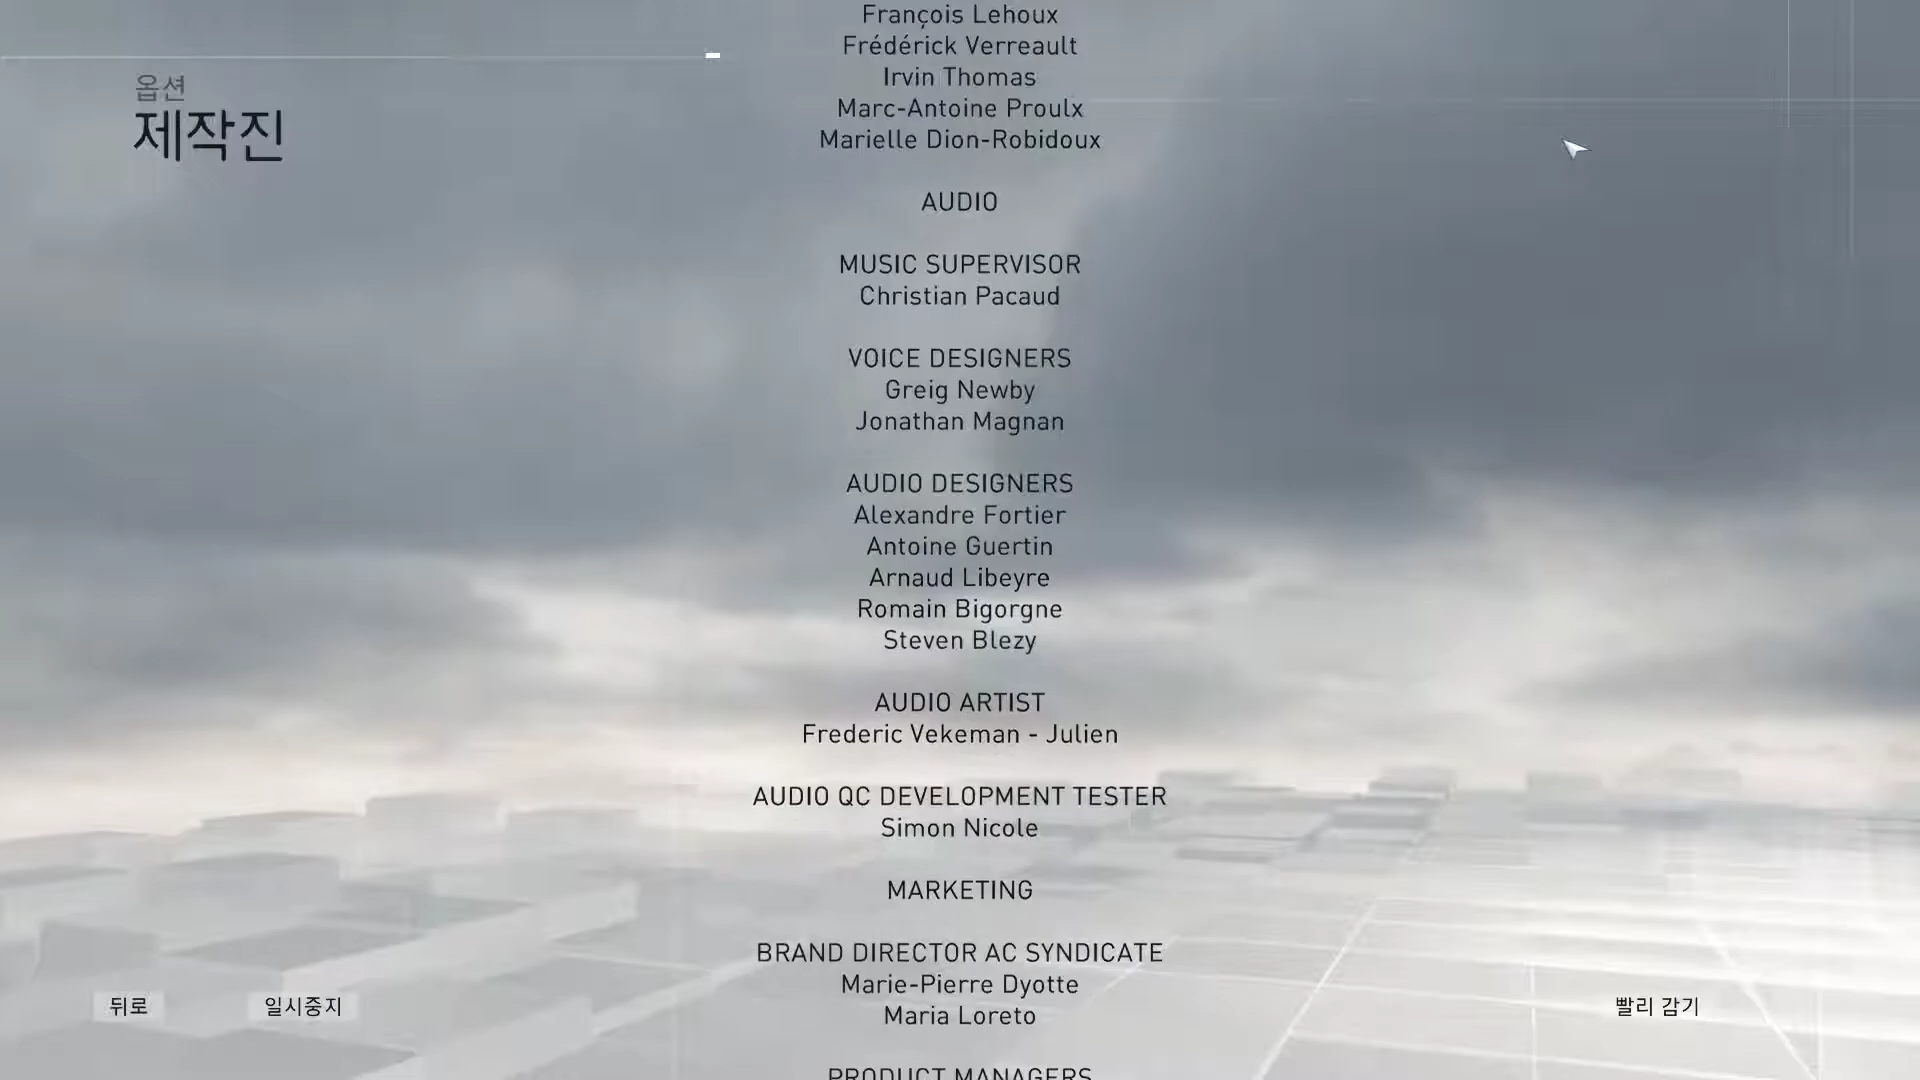 옵션
제작진
François Lehoux
Frédérick Verreault
Irvin Thomas
Marc-Antoine Proulx
Marielle Dion-Robidoux
AUDIO
MUSIC SUPERVISOR
Christian Pacaud
VOICE DESIGNERS
Greig Newby
Jonathan Magnan
AUDIO DESIGNERS
Alexandre Fortier
Antoine Guertin
Arnaud Libeyre
Romain Bigorgne
Steven Blezy
AUDIO ARTIST
Frederic Vekeman - Julien
AUDIO QC DEVELOPMENT TESTER
Simon Nicole
MARKETING
BRAND DIRECTOR AC SYNDICATE
Marie-Pierre Dyotte
Maria Loreto
PRODUCT MANAGERS
뒤로
일시중지
빨리 감기